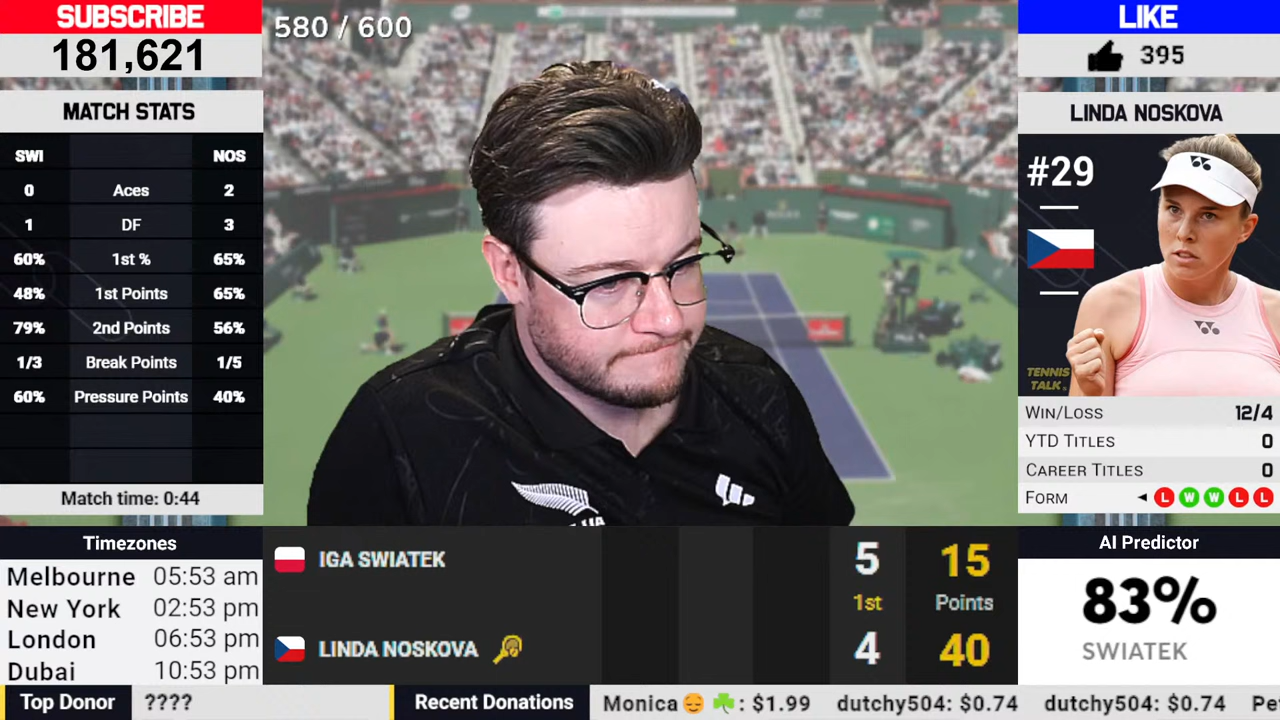 SUBSCRIBE
181,621
580 / 600
LIKE
395
MATCH STATS
SWI NOS
0 Aces 2
1 DF 3
60% 1st % 65%
48% 1st Points 65%
79% 2nd Points 56%
1/3 Break Points 1/5
60% Pressure Points 40%
Match time: 0:44
LINDA NOSKOVA
#29
TENNIS
TALK
WIN/LOSS 12/4
YTD TITLES 0
CAREER TITLES 0
FORM L W W L L
Timezones
Melbourne 05:53 am
New York 02:53 pm
London 06:53 pm
Dubai 10:53 pm
IGA SWIATEK 5 15
1st Points
LINDA NOSKOVA 4 40
AI Predictor
83%
SWIATEK
Top Donor ???? Recent Donations Monica😌☘️: $1.99 dutchy504: $0.74 dutchy504: $0.74 Pe